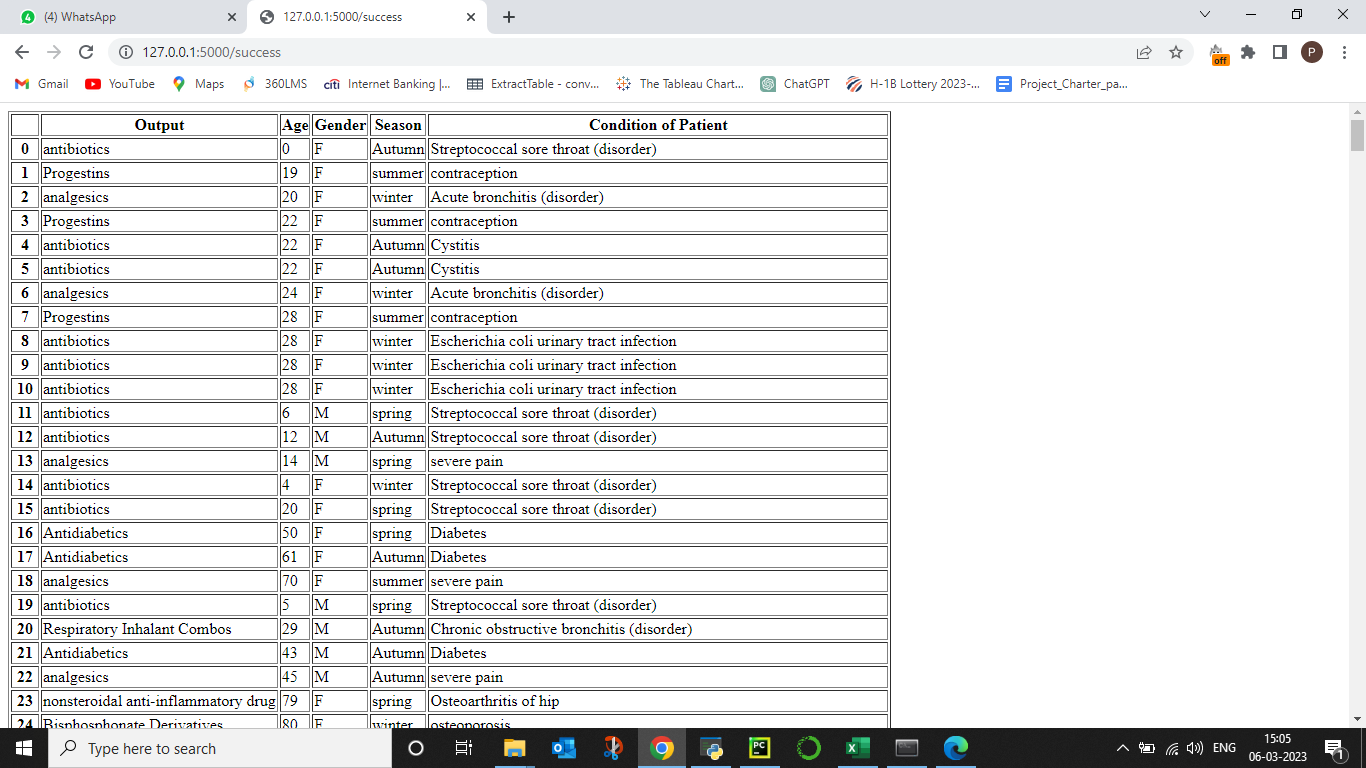 (4) WhatsApp
127.0.0.1:5000/success
127.0.0.1:5000/success
off
P
Gmail YouTube Maps 360LMS citi Internet Banking |... ExtractTable - conv... The Tableau Chart... ChatGPT H-1B Lottery 2023-... Project_Charter_pa...
Output Age Gender Season Condition of Patient
0 antibiotics 0 F Autumn Streptococcal sore throat (disorder)
1 Progestins 19 F summer contraception
2 analgesics 20 F winter Acute bronchitis (disorder)
3 Progestins 22 F summer contraception
4 antibiotics 22 F Autumn Cystitis
5 antibiotics 22 F Autumn Cystitis
6 analgesics 24 F winter Acute bronchitis (disorder)
7 Progestins 28 F summer contraception
8 antibiotics 28 F winter Escherichia coli urinary tract infection
9 antibiotics 28 F winter Escherichia coli urinary tract infection
10 antibiotics 28 F winter Escherichia coli urinary tract infection
11 antibiotics 6 M spring Streptococcal sore throat (disorder)
12 antibiotics 12 M Autumn Streptococcal sore throat (disorder)
13 analgesics 14 M spring severe pain
14 antibiotics 4 F winter Streptococcal sore throat (disorder)
15 antibiotics 20 F spring Streptococcal sore throat (disorder)
16 Antidiabetics 50 F spring Diabetes
17 Antidiabetics 61 F Autumn Diabetes
18 analgesics 70 F summer severe pain
19 antibiotics 5 M spring Streptococcal sore throat (disorder)
20 Respiratory Inhalant Combos 29 M Autumn Chronic obstructive bronchitis (disorder)
21 Antidiabetics 43 M Autumn Diabetes
22 analgesics 45 M Autumn severe pain
23 nonsteroidal anti-inflammatory drug 79 F spring Osteoarthritis of hip
24 Bisphosphonate Derivatives 80 F winter osteoporosis
Type here to search
PC
ENG
15:05
06-03-2023
1